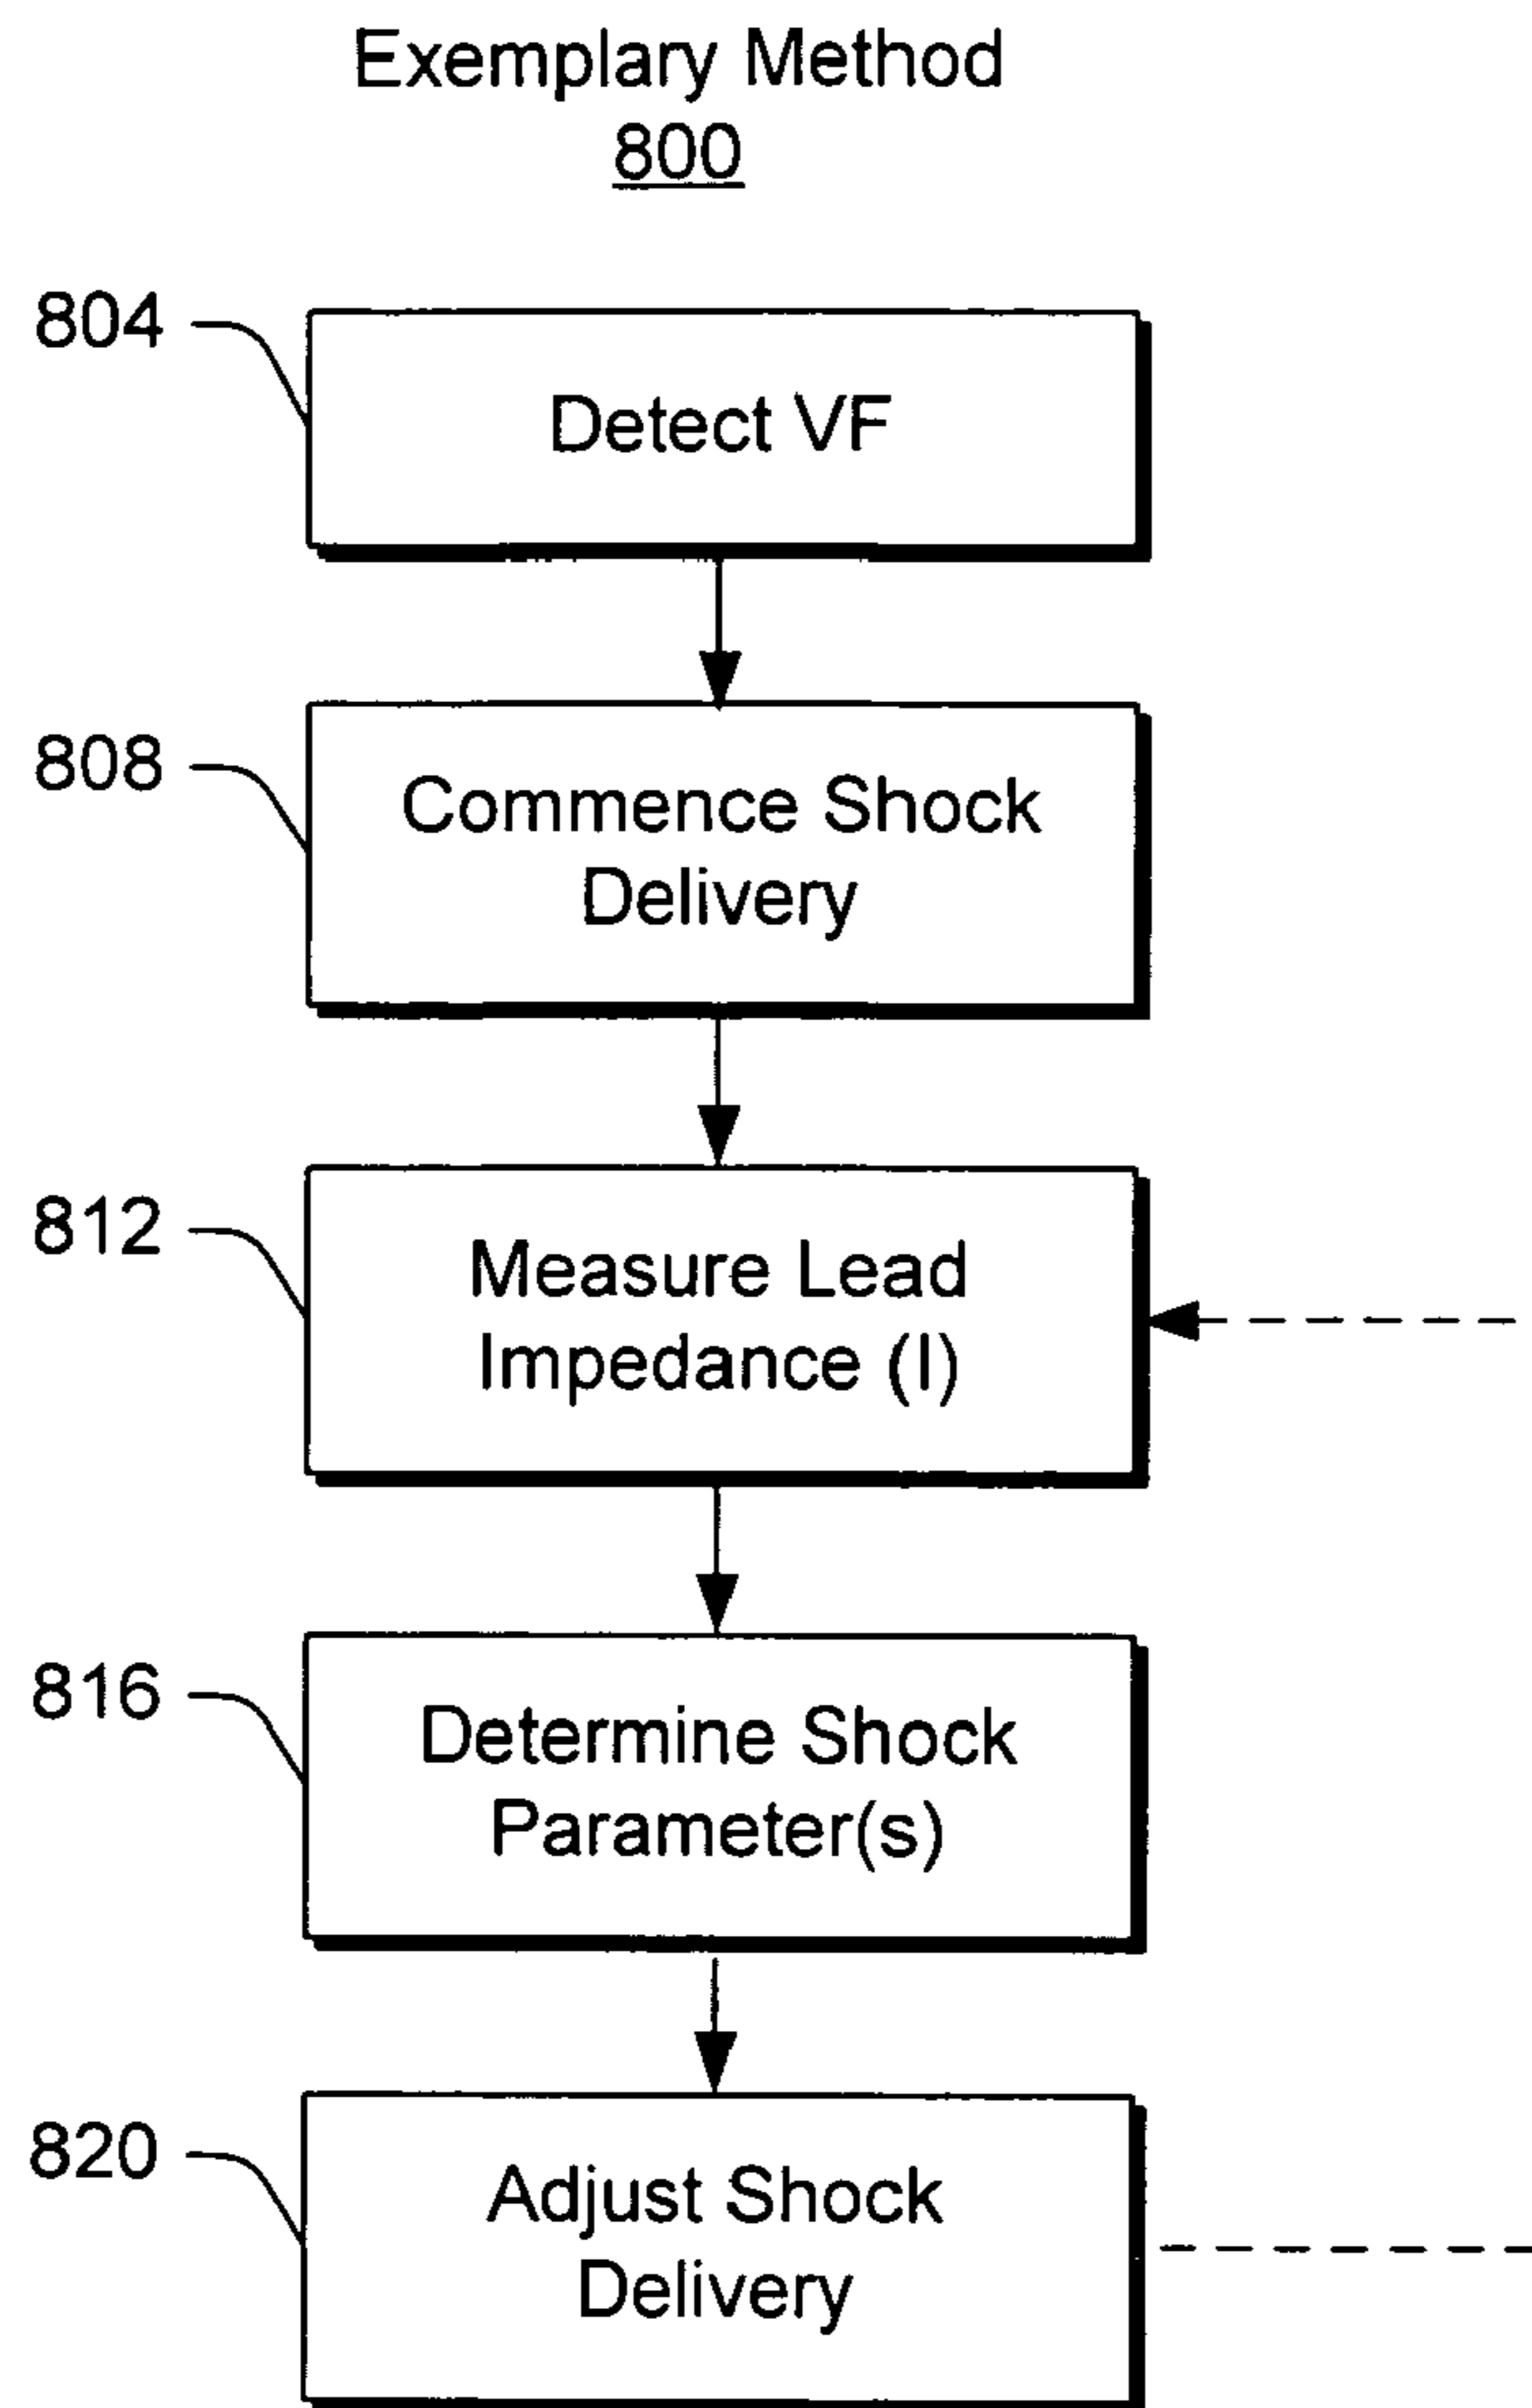 Exemplary Method
800
804
Detect VF
808
Commence Shock
Delivery
812
Measure Lead
Impedance (I)
816
Determine Shock
Parameter(s)
820
Adjust Shock
Delivery